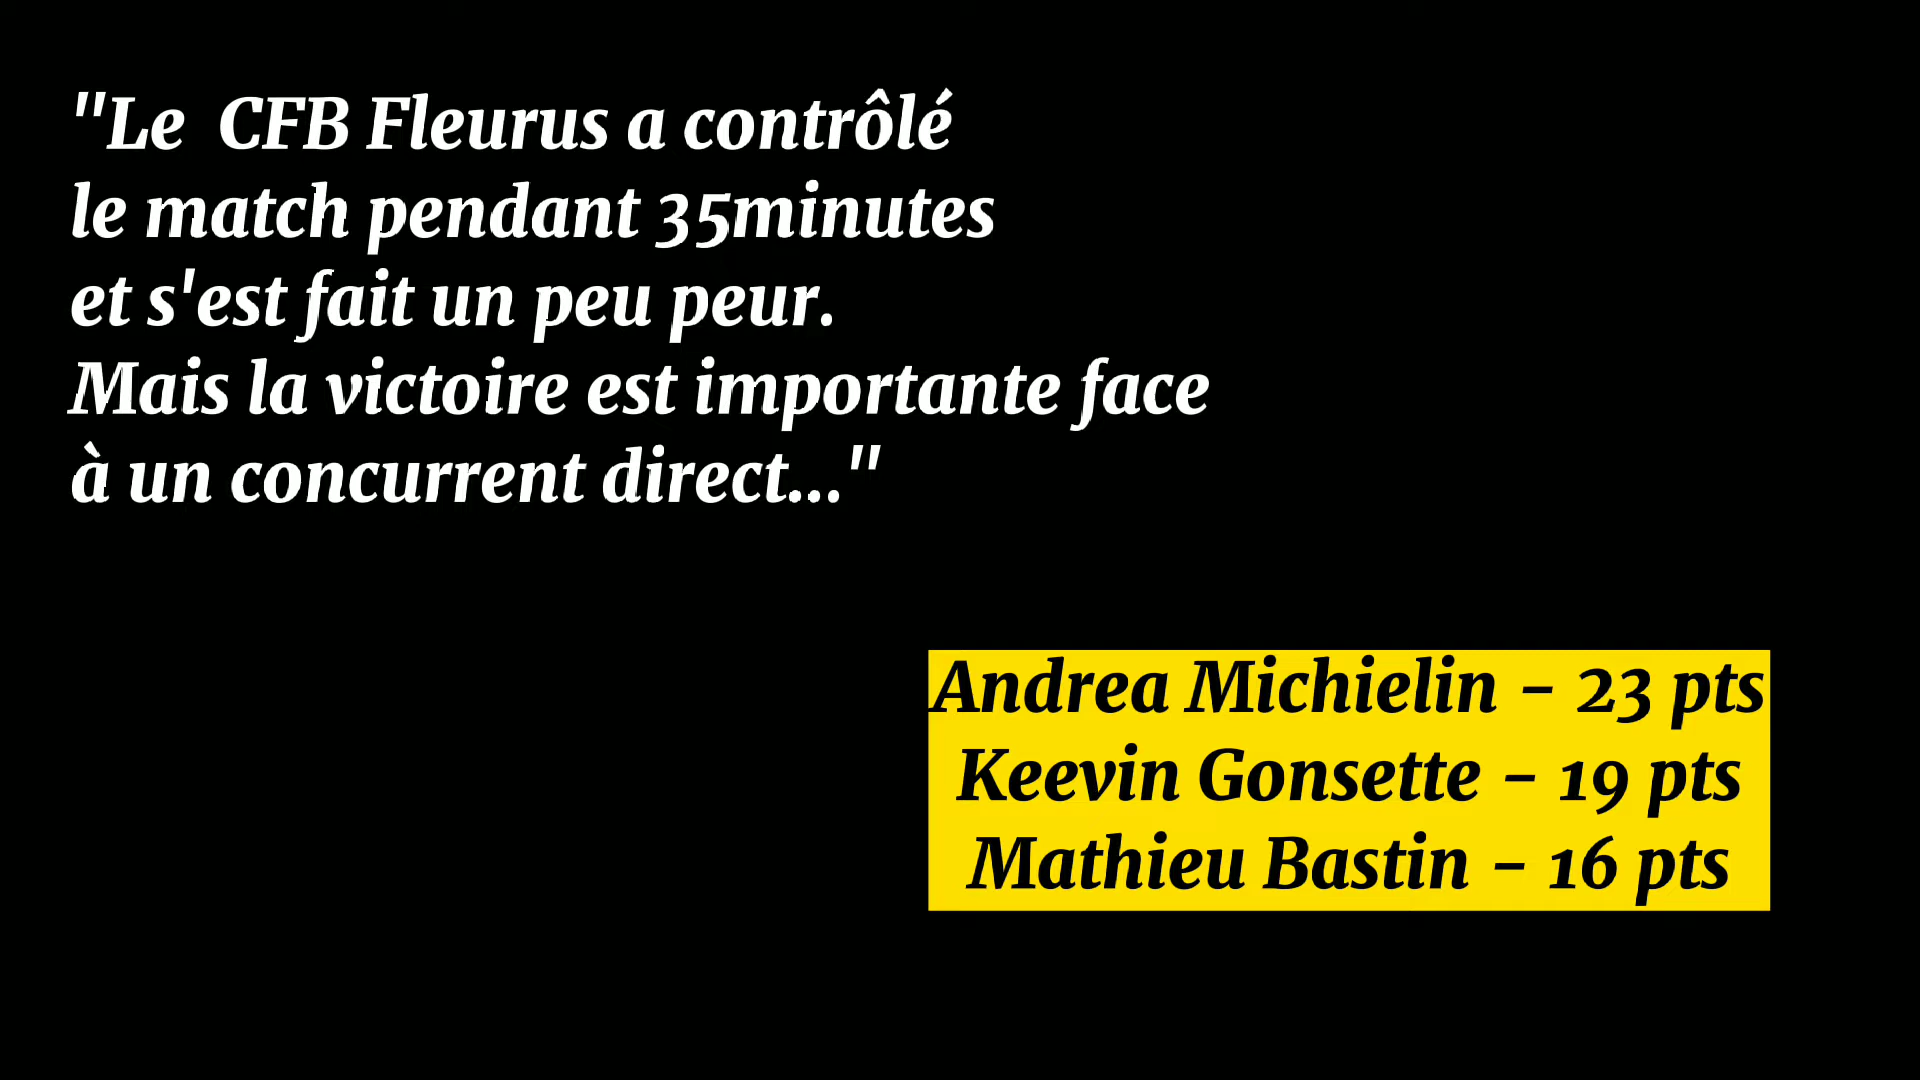 "Le  CFB Fleurus a contrôlé
le match pendant 35minutes
et s'est fait un peu peur.
Mais la victoire est importante face
à un concurrent direct..."
Andrea Michielin - 23 pts
Keevin Gonsette - 19 pts
Mathieu Bastin - 16 pts